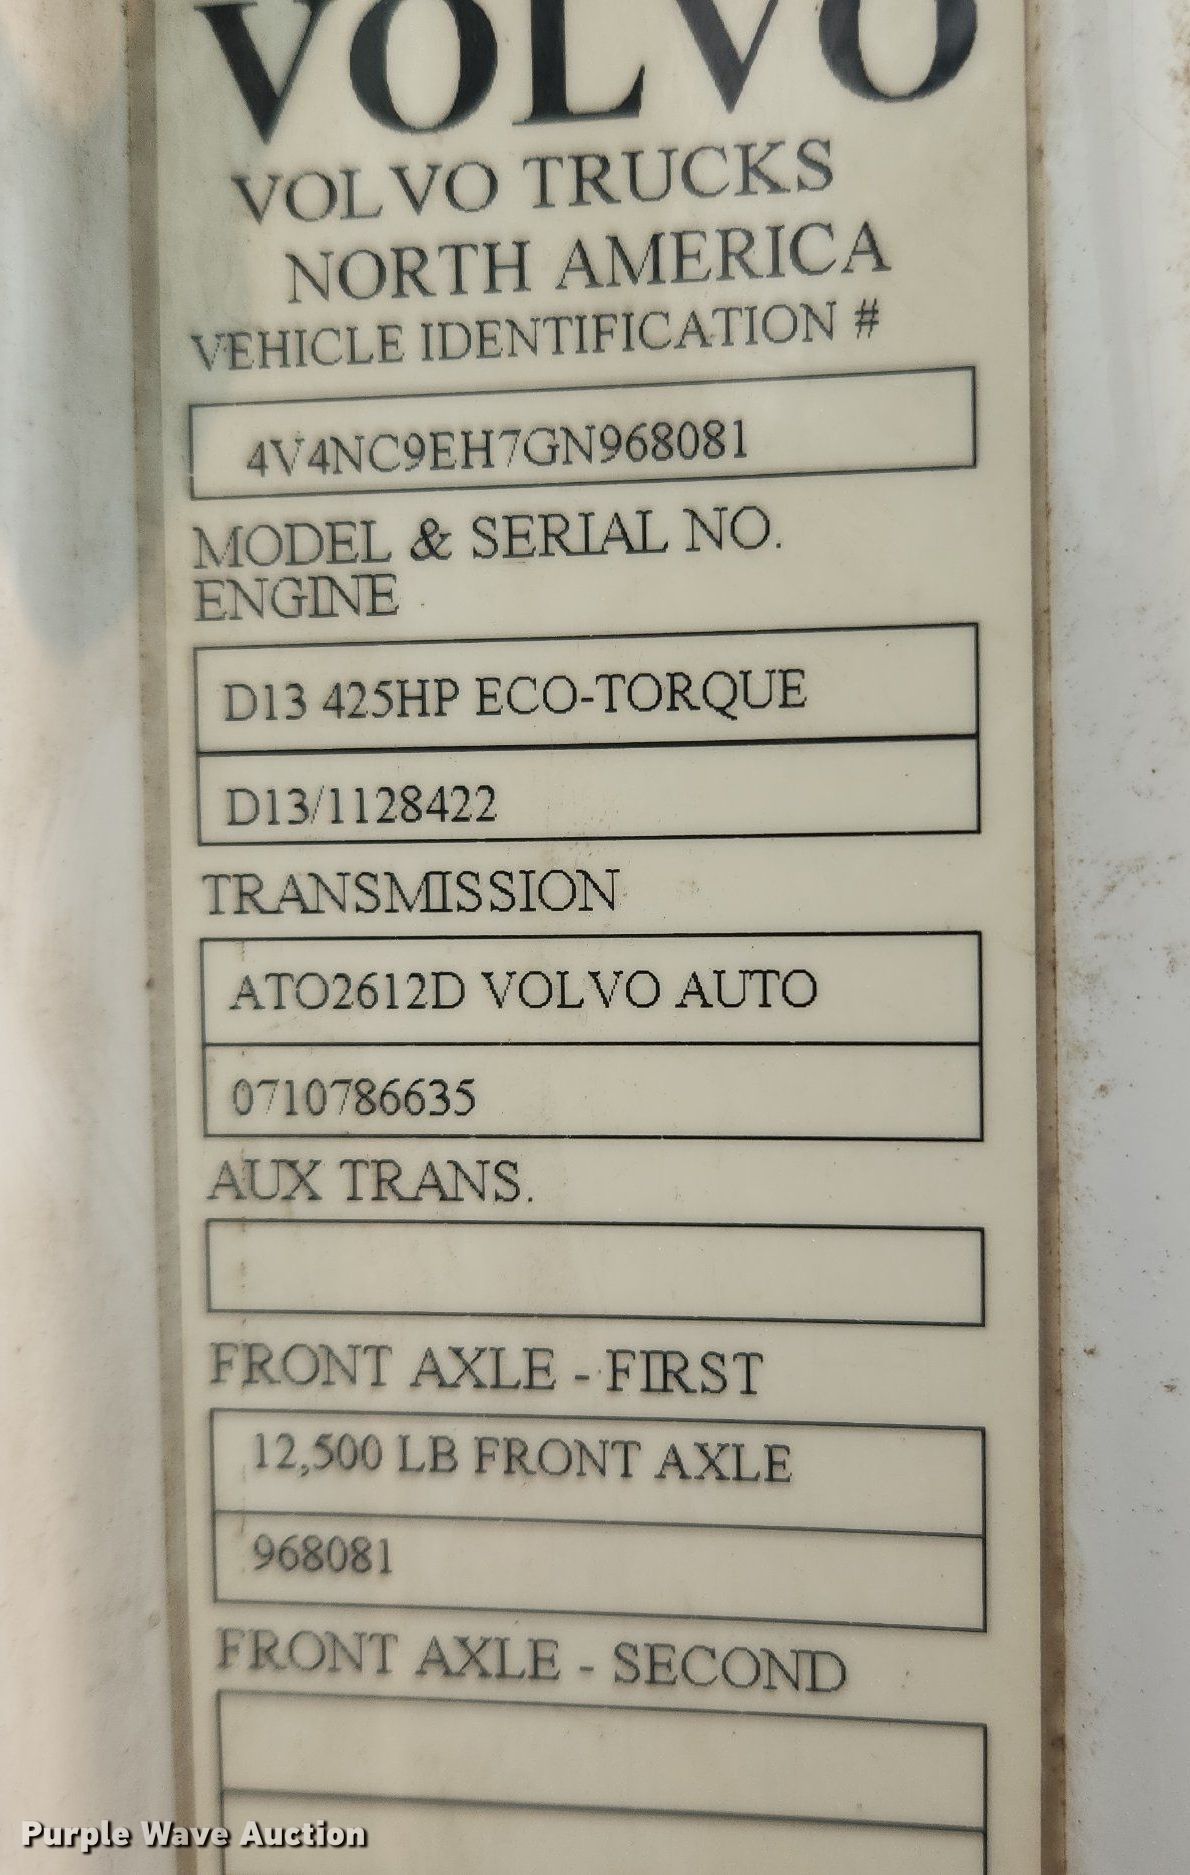 VOLVO
VOLVO TRUCKS
NORTH AMERICA
VEHICLE IDENTIFICATION #
4V4NC9EH7GN968081
MODEL & SERIAL NO.
ENGINE
D13 425HP ECO-TORQUE
D13/1128422
TRANSMISSION
ATO2612D VOLVO AUTO
0710786635
AUX TRANS.
FRONT AXLE - FIRST
12,500 LB FRONT AXLE
968081
FRONT AXLE - SECOND
Purple Wave Auction